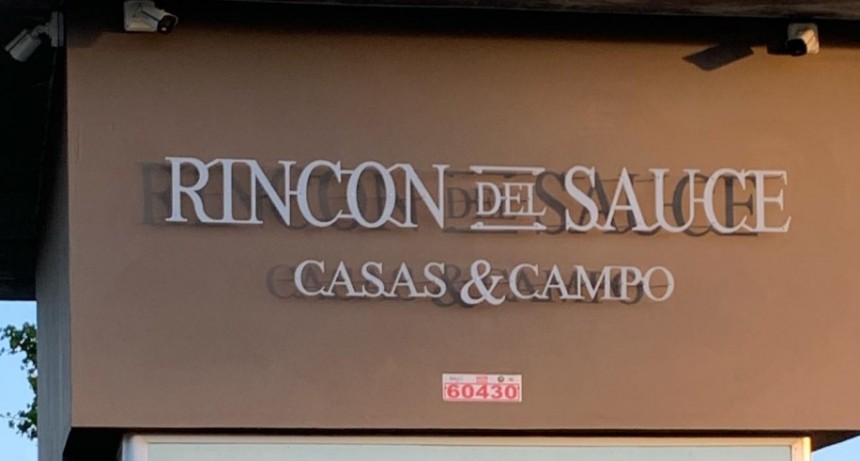 RINCON DEL SAUCE
CASAS & CAMPO
60430